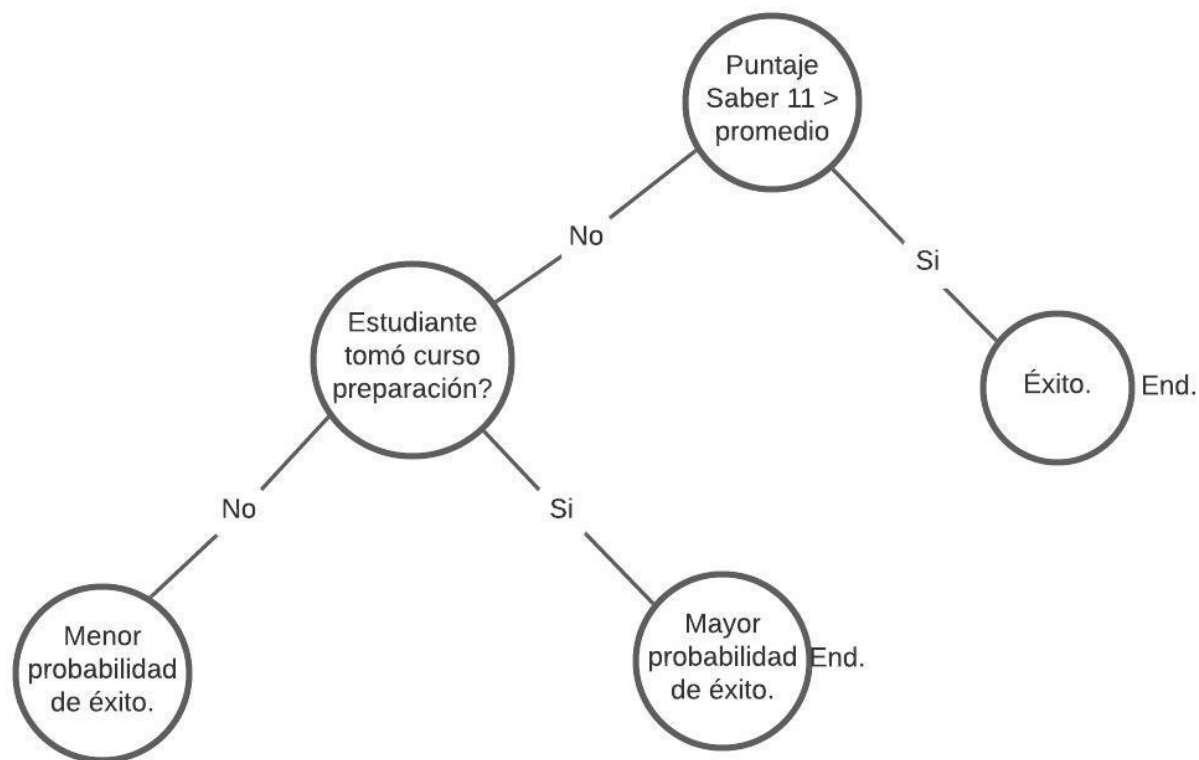 Puntaje
Saber 11 >
promedio
No
Si
Estudiante
tomó curso
preparación?
Éxito.
End.
No
Si
Menor
probabilidad
de éxito.
Mayor
probabilidad
de éxito.
End.